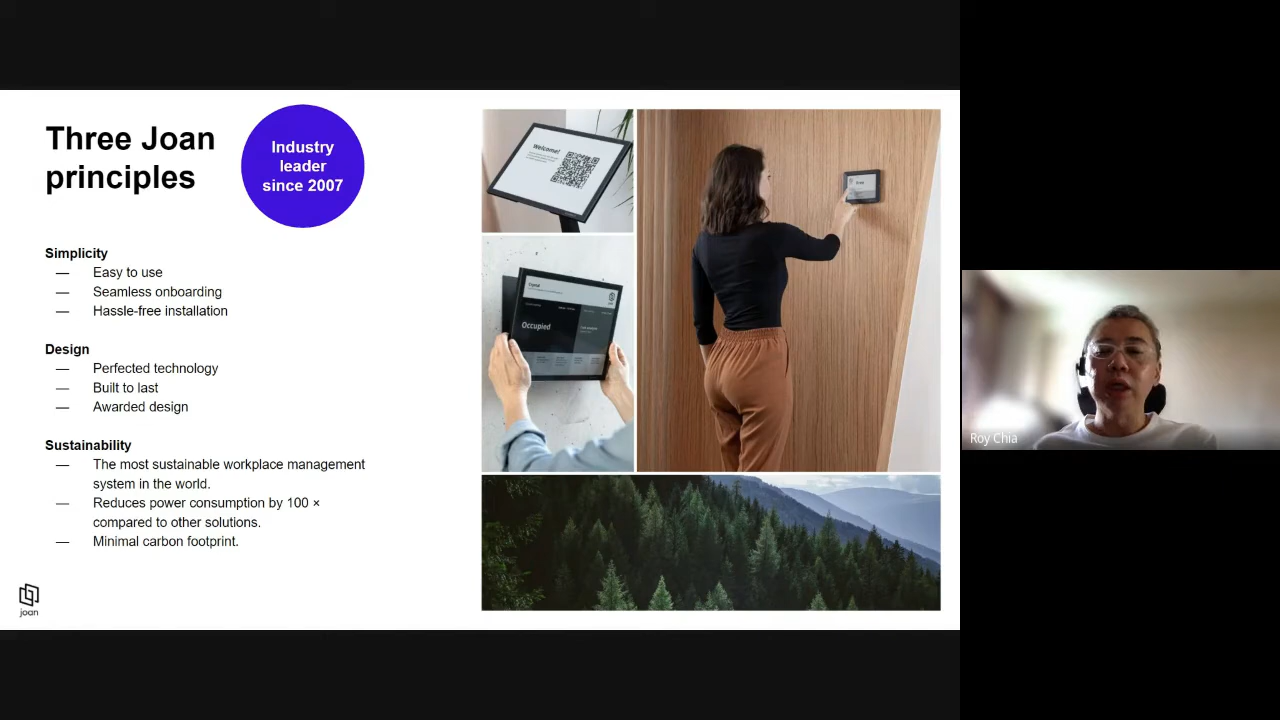 Three Joan
principles
Industry
leader
since 2007
Simplicity
— Easy to use
— Seamless onboarding
— Hassle-free installation
Design
— Perfected technology
— Built to last
— Awarded design
Sustainability
— The most sustainable workplace management
system in the world.
— Reduces power consumption by 100 ×
compared to other solutions.
— Minimal carbon footprint.
joan
Welcome!
Occupied
Roy Chia